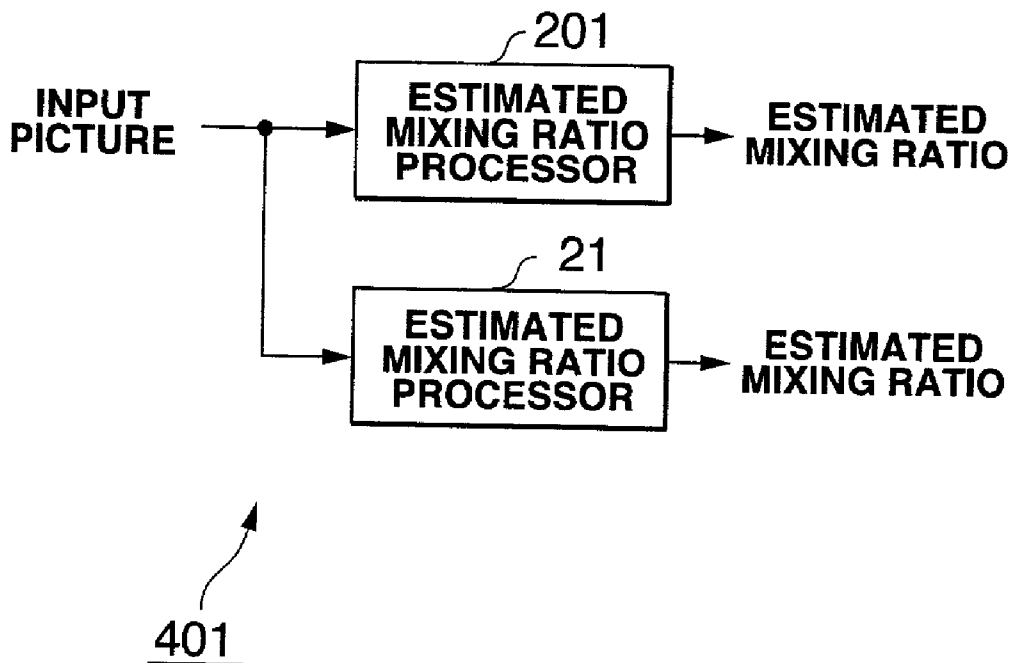 201
INPUT
PICTURE
ESTIMATED
MIXING RATIO
PROCESSOR
ESTIMATED
MIXING RATIO
21
ESTIMATED
MIXING RATIO
PROCESSOR
ESTIMATED
MIXING RATIO
401